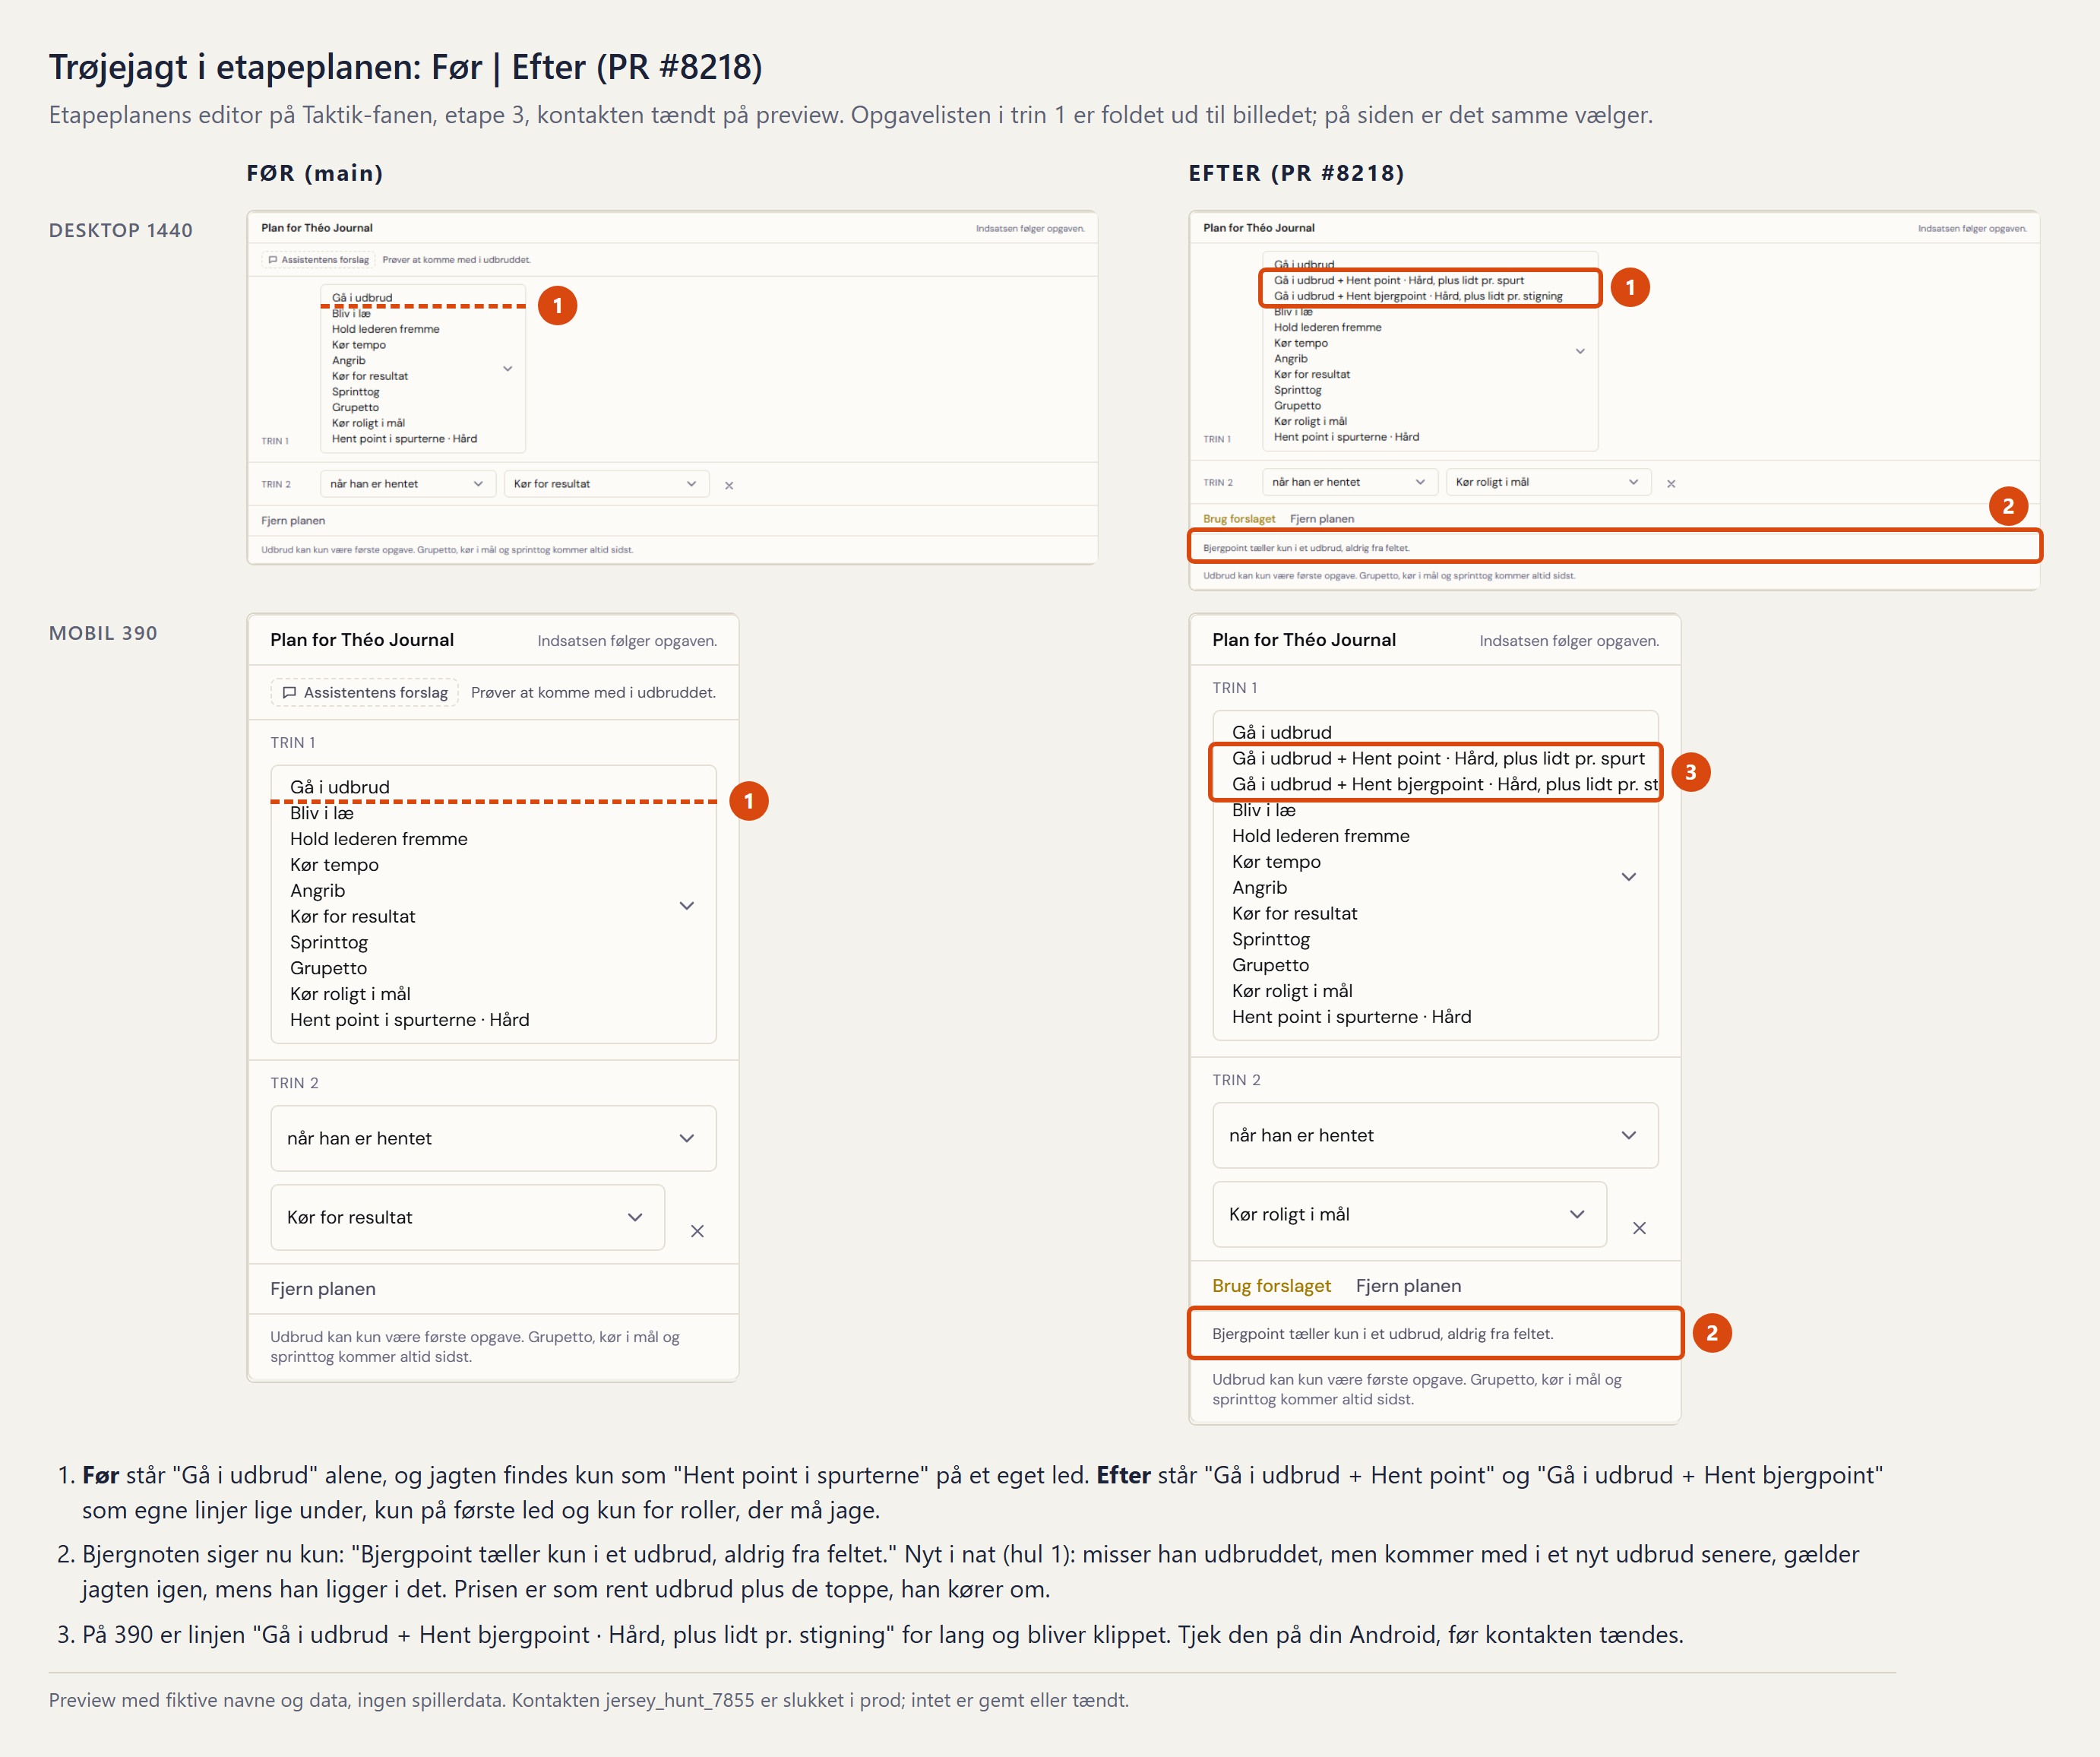 Trøjejagt i etapeplanen: Før | Efter (PR #8218)
Etapeplanens editor på Taktik-fanen, etape 3, kontakten tændt på preview. Opgavelisten i trin 1 er foldet ud til billedet; på siden er det samme vælger.
FØR (main)
EFTER (PR #8218)
DESKTOP 1440
Plan for Théo Journal
Indsatsen følger opgaven.
Assistentens forslag
Prøver at komme med i udbruddet.
TRIN 1
Gå i udbrud
1
Bliv i læ
Hold lederen fremme
Kør tempo
Angrib
Kør for resultat
Sprinttog
Grupetto
Kør roligt i mål
Hent point i spurterne · Hård
TRIN 2
når han er hentet
Kør for resultat
Fjern planen
Udbrud kan kun være første opgave. Grupetto, kør i mål og sprinttog kommer altid sidst.
Plan for Théo Journal
Indsatsen følger opgaven.
TRIN 1
Gå i udbrud
Gå i udbrud + Hent point · Hård, plus lidt pr. spurt
Gå i udbrud + Hent bjergpoint · Hård, plus lidt pr. stigning
1
Bliv i læ
Hold lederen fremme
Kør tempo
Angrib
Kør for resultat
Sprinttog
Grupetto
Kør roligt i mål
Hent point i spurterne · Hård
TRIN 2
når han er hentet
Kør roligt i mål
2
Brug forslaget
Fjern planen
Bjergpoint tæller kun i et udbrud, aldrig fra feltet.
Udbrud kan kun være første opgave. Grupetto, kør i mål og sprinttog kommer altid sidst.
MOBIL 390
Plan for Théo Journal
Indsatsen følger opgaven.
Assistentens forslag
Prøver at komme med i udbruddet.
TRIN 1
Gå i udbrud
1
Bliv i læ
Hold lederen fremme
Kør tempo
Angrib
Kør for resultat
Sprinttog
Grupetto
Kør roligt i mål
Hent point i spurterne · Hård
TRIN 2
når han er hentet
Kør for resultat
Fjern planen
Udbrud kan kun være første opgave. Grupetto, kør i mål og
sprinttog kommer altid sidst.
Plan for Théo Journal
Indsatsen følger opgaven.
TRIN 1
Gå i udbrud
Gå i udbrud + Hent point · Hård, plus lidt pr. spurt
Gå i udbrud + Hent bjergpoint · Hård, plus lidt pr. st
3
Bliv i læ
Hold lederen fremme
Kør tempo
Angrib
Kør for resultat
Sprinttog
Grupetto
Kør roligt i mål
Hent point i spurterne · Hård
TRIN 2
når han er hentet
Kør roligt i mål
Brug forslaget
Fjern planen
Bjergpoint tæller kun i et udbrud, aldrig fra feltet.
2
Udbrud kan kun være første opgave. Grupetto, kør i mål og
sprinttog kommer altid sidst.
1. Før står "Gå i udbrud" alene, og jagten findes kun som "Hent point i spurterne" på et eget led. Efter står "Gå i udbrud + Hent point" og "Gå i udbrud + Hent bjergpoint"
som egne linjer lige under, kun på første led og kun for roller, der må jage.
2. Bjergnoten siger nu kun: "Bjergpoint tæller kun i et udbrud, aldrig fra feltet." Nyt i nat (hul 1): misser han udbruddet, men kommer med i et nyt udbrud senere, gælder
jagten igen, mens han ligger i det. Prisen er som rent udbrud plus de toppe, han kører om.
3. På 390 er linjen "Gå i udbrud + Hent bjergpoint · Hård, plus lidt pr. stigning" for lang og bliver klippet. Tjek den på din Android, før kontakten tændes.
Preview med fiktive navne og data, ingen spillerdata. Kontakten jersey_hunt_7855 er slukket i prod; intet er gemt eller tændt.